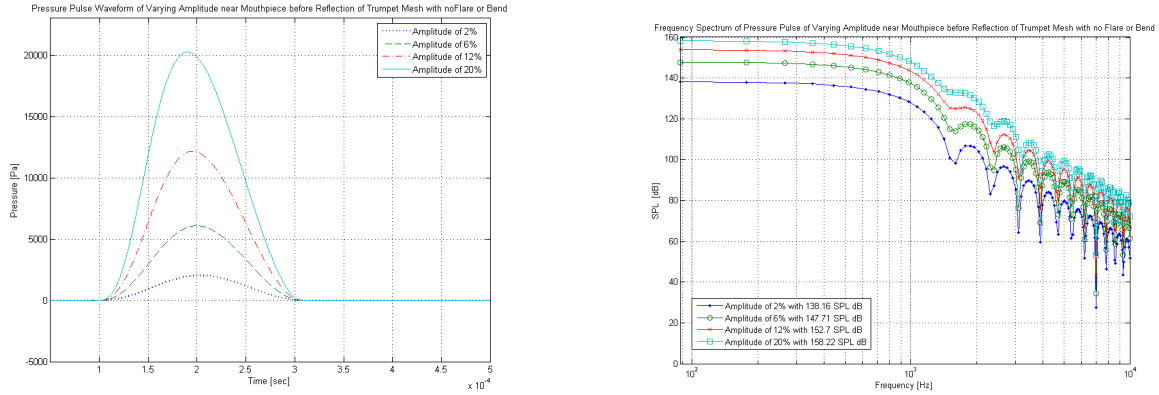 Pressure Pulse Waveform of Varying Amplitude near Mouthpiece before Reflection of Trumpet Mesh with noFlare or Bend
20000
15000
10000
5000
0
-5000
Pressure [Pa]
Amplitude of 2%
Amplitude of 6%
Amplitude of 12%
Amplitude of 20%
1 1.5 2 2.5 3 3.5 4 4.5 5
Time [sec]
x 10⁻⁴
Frequency Spectrum of Pressure Pulse of Varying Amplitude near Mouthpiece before Reflection of Trumpet Mesh with no Flare or Bend
160
140
120
100
80
60
40
20
0
SPL [dB]
Amplitude of 2% with 138.16 SPL dB
Amplitude of 6% with 147.71 SPL dB
Amplitude of 12% with 152.7 SPL dB
Amplitude of 20% with 158.22 SPL dB
10² 10³ 10⁴
Frequency [Hz]